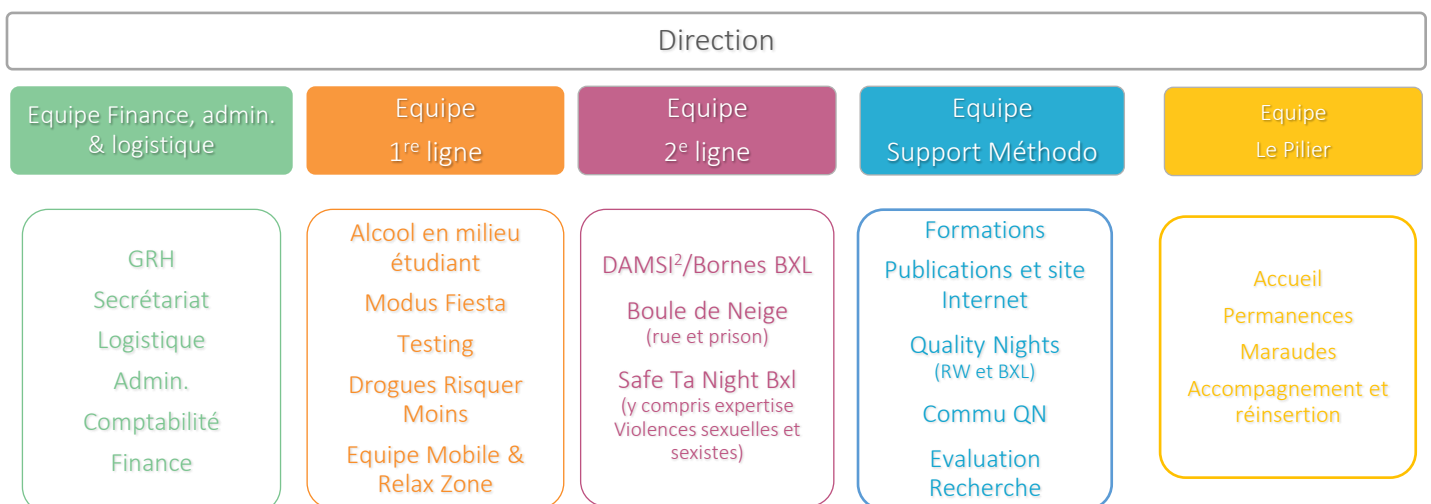 Direction
Equipe Finance, admin.
& logistique
Equipe
1re ligne
Equipe
2e ligne
Equipe
Support Méthodo
Equipe
Le Pilier
GRH
Secrétariat
Logistique
Admin.
Comptabilité
Finance
Alcool en milieu
étudiant
Modus Fiesta
Testing
Drogues Risquer
Moins
Equipe Mobile &
Relax Zone
DAMSI²/Bornes BXL
Boule de Neige
(rue et prison)
Safe Ta Night Bxl
(y compris expertise
Violences sexuelles et
sexistes)
Formations
Publications et site
Internet
Quality Nights
(RW et BXL)
Commu QN
Evaluation
Recherche
Accueil
Permanences
Maraudes
Accompagnement et
réinsertion